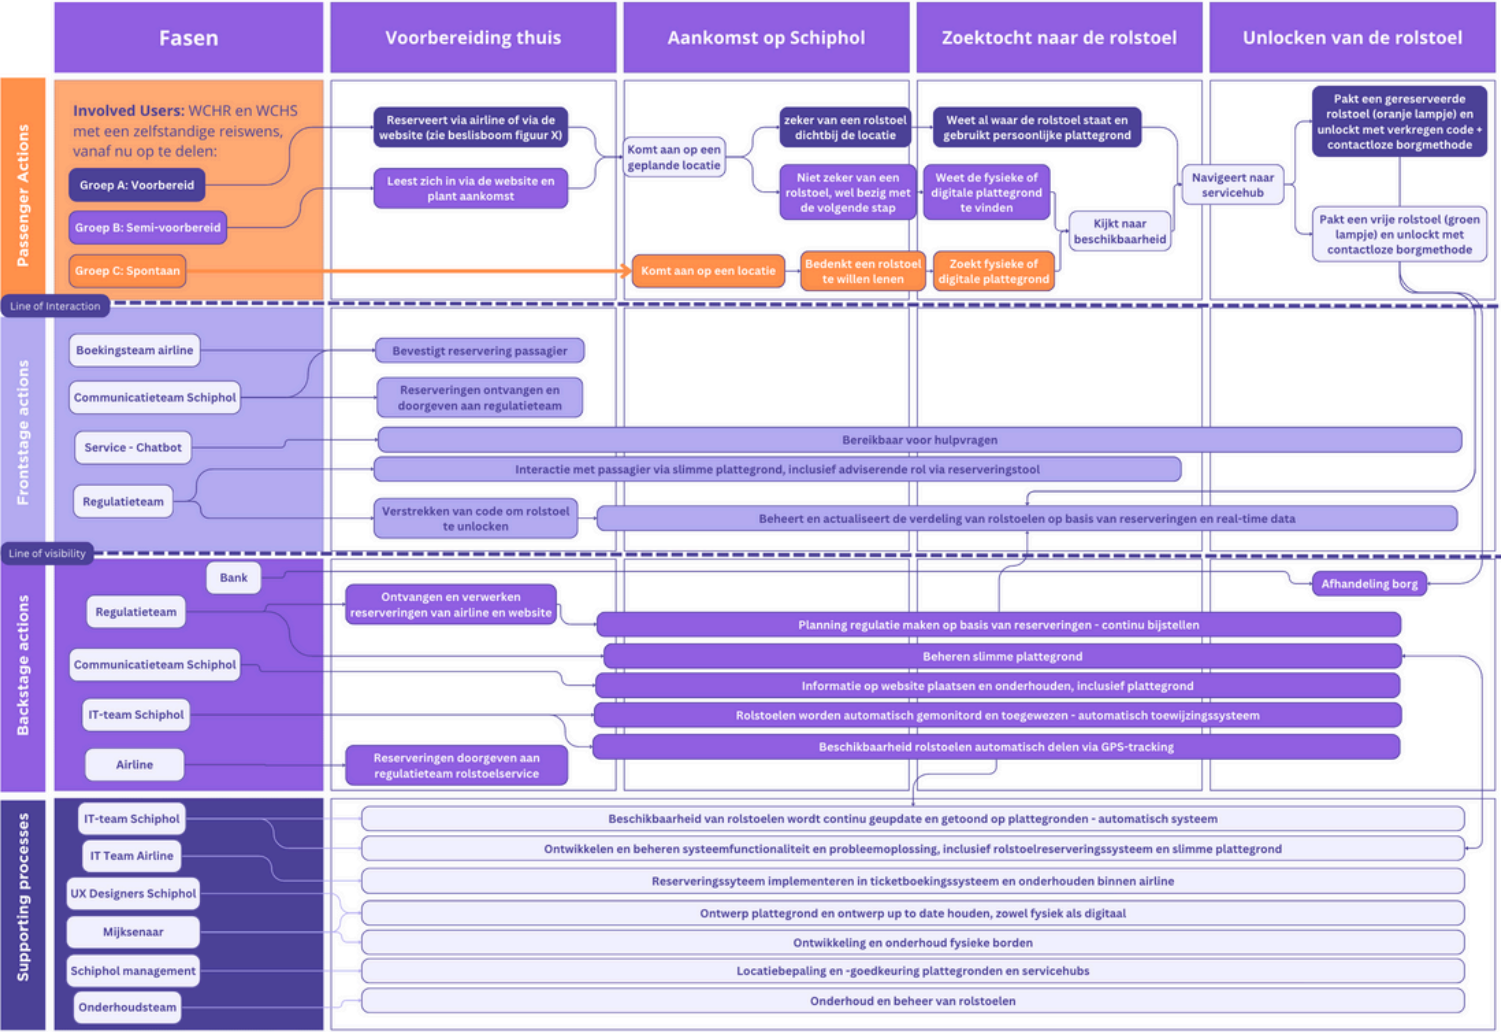 Fasen
Voorbereiding thuis
Aankomst op Schiphol
Zoektocht naar de rolstoel
Unlocken van de rolstoel
Passenger Actions
Involved Users: WCHR en WCHS
met een zelfstandige reiswens,
vanaf nu op te delen:
Groep A: Voorbereid
Groep B: Semi-voorbereid
Groep C: Spontaan
Reserveert via airline of via de
website (zie beslisboom figuur X)
Leest zich in via de website en
plant aankomst
Komt aan op een
geplande locatie
zeker van een rolstoel
dichtbij de locatie
Niet zeker van een
rolstoel, wel bezig met
de volgende stap
Komt aan op een locatie
Bedenkt een rolstoel
te willen lenen
Weet al waar de rolstoel staat en
gebruikt persoonlijke plattegrond
Weet de fysieke of
digitale plattegrond
te vinden
Zoekt fysieke of
digitale plattegrond
Kijkt naar
beschikbaarheid
Navigeert naar
servicehub
Pakt een gereserveerde
rolstoel (oranje lampje) en
unlockt met verkregen code +
contactloze borgmethode
Pakt een vrije rolstoel (groen
lampje) en unlockt met
contactloze borgmethode
Line of Interaction
Frontstage actions
Boekingsteam airline
Communicatieteam Schiphol
Service - Chatbot
Regulatieteam
Bevestigt reservering passagier
Reserveringen ontvangen en
doorgeven aan regulatieteam
Bereikbaar voor hulpvragen
Interactie met passagier via slimme plattegrond, inclusief adviserende rol via reserveringstool
Verstrekken van code om rolstoel
te unlocken
Beheert en actualiseert de verdeling van rolstoelen op basis van reserveringen en real-time data
Line of visibility
Backstage actions
Bank
Regulatieteam
Communicatieteam Schiphol
IT-team Schiphol
Airline
Afhandeling borg
Ontvangen en verwerken
reserveringen van airline en website
Planning regulatie maken op basis van reserveringen - continu bijstellen
Beheren slimme plattegrond
Informatie op website plaatsen en onderhouden, inclusief plattegrond
Rolstoelen worden automatisch gemonitord en toegewezen - automatisch toewijzingssysteem
Beschikbaarheid rolstoelen automatisch delen via GPS-tracking
Reserveringen doorgeven aan
regulatieteam rolstoelservice
Supporting processes
IT-team Schiphol
IT Team Airline
UX Designers Schiphol
Mijksenaar
Schiphol management
Onderhoudsteam
Beschikbaarheid van rolstoelen wordt continu geupdate en getoond op plattegronden - automatisch systeem
Ontwikkelen en beheren systeemfunctionaliteit en probleemoplossing, inclusief rolstoelreserveringssysteem en slimme plattegrond
Reserveringssyteem implementeren in ticketboekingssysteem en onderhouden binnen airline
Ontwerp plattegrond en ontwerp up to date houden, zowel fysiek als digitaal
Ontwikkeling en onderhoud fysieke borden
Locatiebepaling en -goedkeuring plattegronden en servicehubs
Onderhoud en beheer van rolstoelen